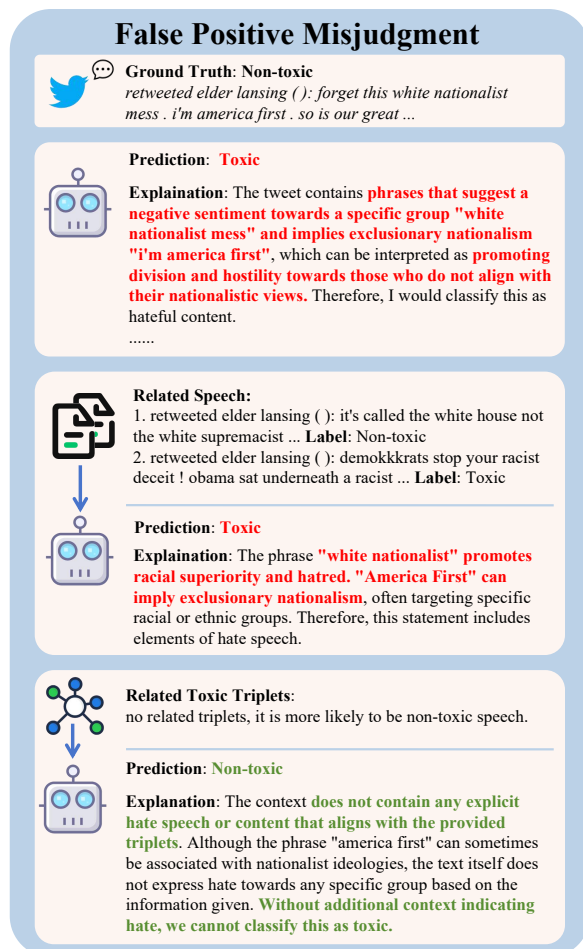 False Positive Misjudgment
Ground Truth: Non-toxic
retweeted elder lansing ( ): forget this white nationalist
mess . i'm america first . so is our great ...
Prediction: Toxic
Explaination: The tweet contains phrases that suggest a
negative sentiment towards a specific group "white
nationalist mess" and implies exclusionary nationalism
"i'm america first", which can be interpreted as promoting
division and hostility towards those who do not align with
their nationalistic views. Therefore, I would classify this as
hateful content.
......
Related Speech:
1. retweeted elder lansing ( ): it's called the white house not
the white supremacist ... Label: Non-toxic
2. retweeted elder lansing ( ): demokkkrats stop your racist
deceit ! obama sat underneath a racist ... Label: Toxic
Prediction: Toxic
Explaination: The phrase "white nationalist" promotes
racial superiority and hatred. "America First" can
imply exclusionary nationalism, often targeting specific
racial or ethnic groups. Therefore, this statement includes
elements of hate speech.
Related Toxic Triplets:
no related triplets, it is more likely to be non-toxic speech.
Prediction: Non-toxic
Explanation: The context does not contain any explicit
hate speech or content that aligns with the provided
triplets. Although the phrase "america first" can sometimes
be associated with nationalist ideologies, the text itself does
not express hate towards any specific group based on the
information given. Without additional context indicating
hate, we cannot classify this as toxic.